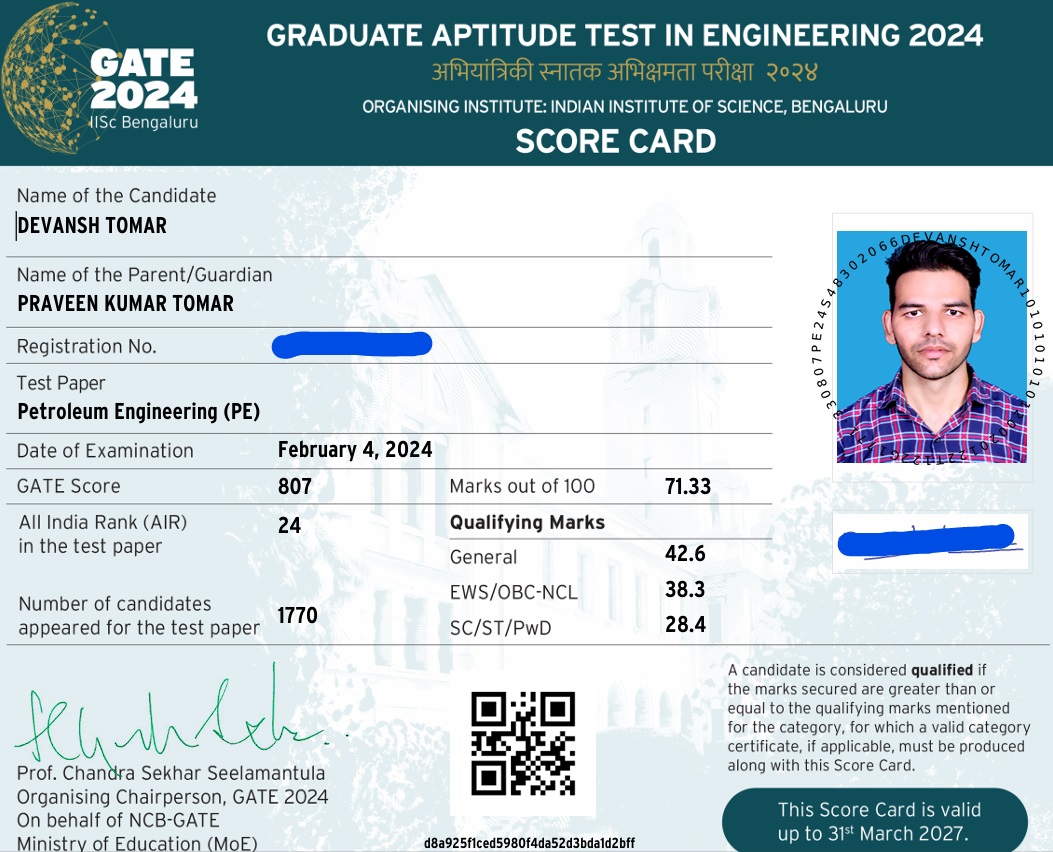 GATE
2024
IISc Bengaluru
GRADUATE APTITUDE TEST IN ENGINEERING 2024
अभियांत्रिकी स्नातक अभिक्षमता परीक्षा २०२४
ORGANISING INSTITUTE: INDIAN INSTITUTE OF SCIENCE, BENGALURU
SCORE CARD
Name of the Candidate
DEVANSH TOMAR
Name of the Parent/Guardian
PRAVEEN KUMAR TOMAR
Registration No.
Test Paper
Petroleum Engineering (PE)
Date of Examination February 4, 2024
GATE Score 807 Marks out of 100 71.33
All India Rank (AIR)
in the test paper 24
Qualifying Marks
General 42.6
EWS/OBC-NCL 38.3
SC/ST/PwD 28.4
Number of candidates
appeared for the test paper 1770
Prof. Chandra Sekhar Seelamantula
Organising Chairperson, GATE 2024
On behalf of NCB-GATE
Ministry of Education (MoE)
d8a925f1ced5980f4da52d3bda1d2bff
A candidate is considered qualified if
the marks secured are greater than or
equal to the qualifying marks mentioned
for the category, for which a valid category
certificate, if applicable, must be produced
along with this Score Card.
This Score Card is valid
up to 31st March 2027.